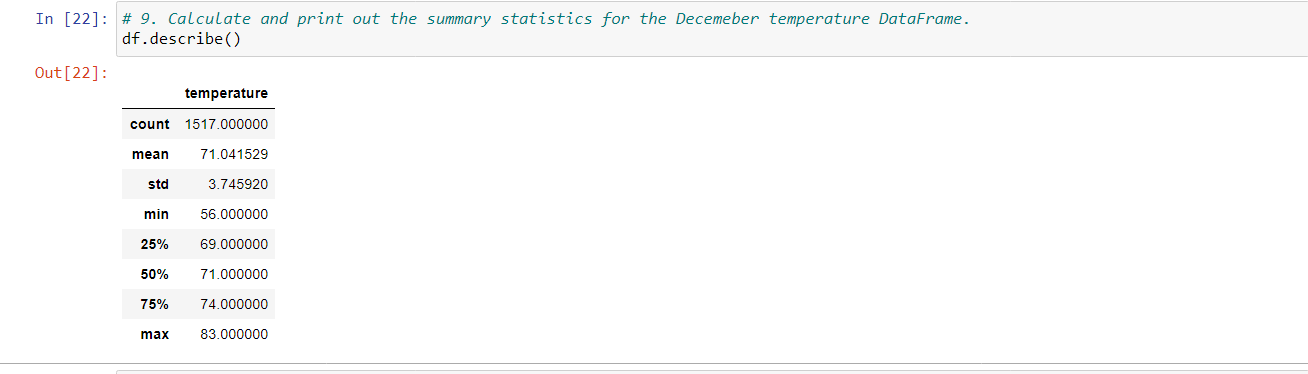 In [22]: # 9. Calculate and print out the summary statistics for the Decemeber temperature DataFrame.
df.describe()
Out[22]:
temperature
count 1517.000000
mean 71.041529
std 3.745920
min 56.000000
25% 69.000000
50% 71.000000
75% 74.000000
max 83.000000